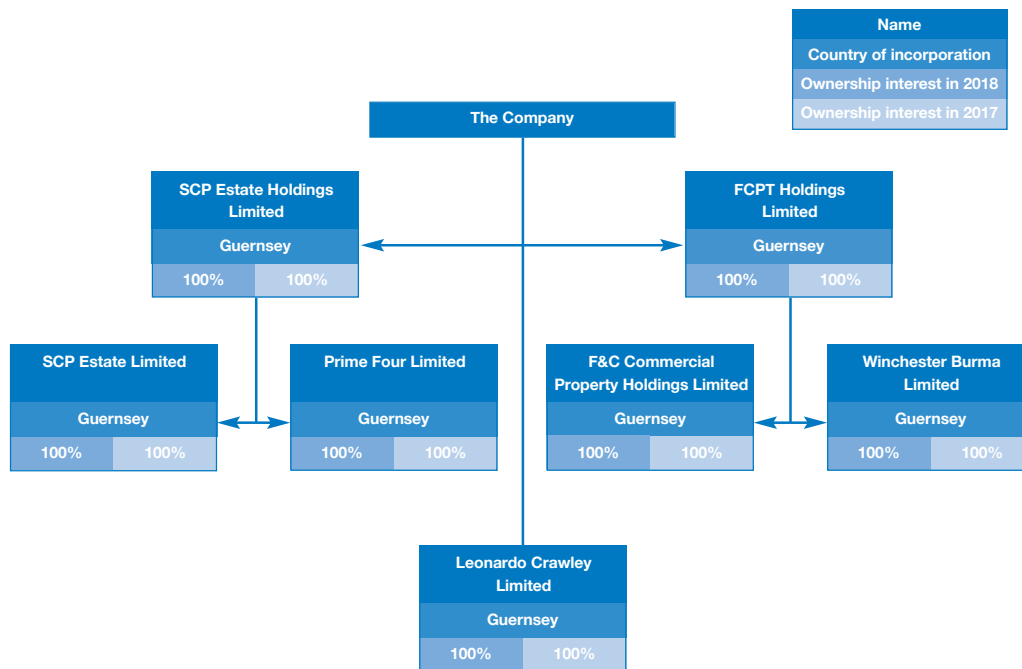 Name
Country of incorporation
Ownership interest in 2018
Ownership interest in 2017
The Company
SCP Estate Holdings
Limited
Guernsey
100% 100%
FCPT Holdings
Limited
Guernsey
100% 100%
SCP Estate Limited
Guernsey
100% 100%
Prime Four Limited
Guernsey
100% 100%
F&C Commercial
Property Holdings Limited
Guernsey
100% 100%
Winchester Burma
Limited
Guernsey
100% 100%
Leonardo Crawley
Limited
Guernsey
100% 100%